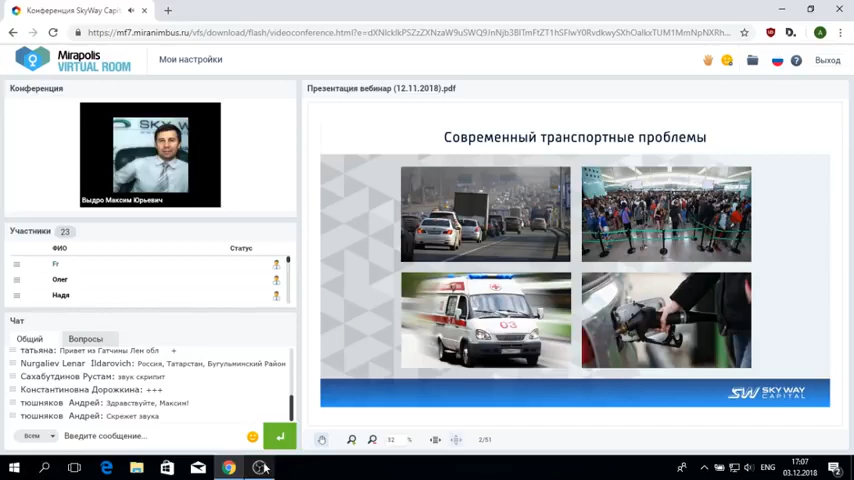 Конференция SkyWay Capi
https://mf7.miranimbus.ru/vfs/download/flash/videoconference.html?
Mirapolis
VIRTUAL ROOM
Мои настройки
Выход
Конференция
SKY W
Выдро Максим Юрьевич
Участники 23
ФИО Статус
Fr
Олег
Надя
Чат
Общий Вопросы
татьяна: Привет из Гатчины Лен обл +
Nurgaliev Lenar Ildarovich: Россия, Татарстан, Бугульминский Район
Сахабутдинов Рустам: звук скрипит
Константиновна Дорожкина: +++
тюшняков Андрей: Здравствуйте, Максим!
тюшняков Андрей: Скрежет звука
Всем Введите сообщение...
Презентация вебинар (12.11.2018).pdf
Современный транспортные проблемы
03
SW SKY WAY
CAPITAL
32 % 2/51
ENG 17:07
03.12.2018
2